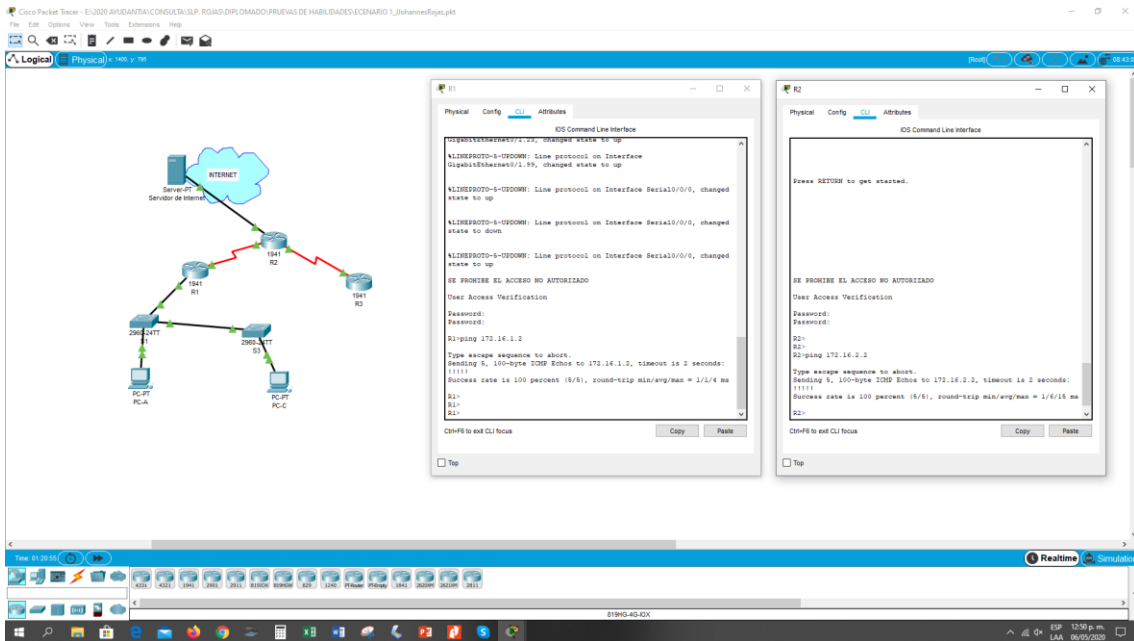 Cisco Packet Tracer - E:\2020 AYUDANTIA\CONSULTA\SLP. ROJAS\DIPLOMADO\PRUEVAS DE HABILIDADES\ECENARIO 1_JJohannesRojas.pkt
File Edit Options View Tools Extensions Help
Logical
Physical
x: 1400, y: 795
[Root]
INTERNET
Server-PT
Servidor de Internet
1941
R2
1941
R1
1941
R3
2960-24TT
S1
2960-24TT
S3
PC-PT
PC-A
PC-PT
PC-C
R1
Physical Config CLI Attributes
IOS Command Line Interface
GigabitEthernet0/1.23, changed state to up
%LINEPROTO-5-UPDOWN: Line protocol on Interface
GigabitEthernet0/1.99, changed state to up
%LINEPROTO-5-UPDOWN: Line protocol on Interface Serial0/0/0, changed
state to up
%LINEPROTO-5-UPDOWN: Line protocol on Interface Serial0/0/0, changed
state to down
%LINEPROTO-5-UPDOWN: Line protocol on Interface Serial0/0/0, changed
state to up
SE PROHIBE EL ACCESO NO AUTORIZADO
User Access Verification
Password:
Password:
R1>ping 172.16.1.2
Type escape sequence to abort.
Sending 5, 100-byte ICMP Echos to 172.16.1.2, timeout is 2 seconds:
!!!!!
Success rate is 100 percent (5/5), round-trip min/avg/max = 1/1/4 ms
R1>
R1>
R1>
Ctrl+F6 to exit CLI focus
Copy Paste
Top
R2
Physical Config CLI Attributes
IOS Command Line Interface
Press RETURN to get started.
SE PROHIBE EL ACCESO NO AUTORIZADO
User Access Verification
Password:
Password:
R2>
R2>
R2>ping 172.16.2.2
Type escape sequence to abort.
Sending 5, 100-byte ICMP Echos to 172.16.2.2, timeout is 2 seconds:
!!!!!
Success rate is 100 percent (5/5), round-trip min/avg/max = 1/6/15 ms
R2>
Ctrl+F6 to exit CLI focus
Copy Paste
Top
Time: 01:20:55
Realtime
Simulation
4331 4321 1941 2901 2911 819IOX 819HGW 829 1240 PT-Router PT-Empty 1841 2620XM 2621XM 2811
819HG-4G-IOX
ESP 12:50 p. m.
LAA 06/05/2020